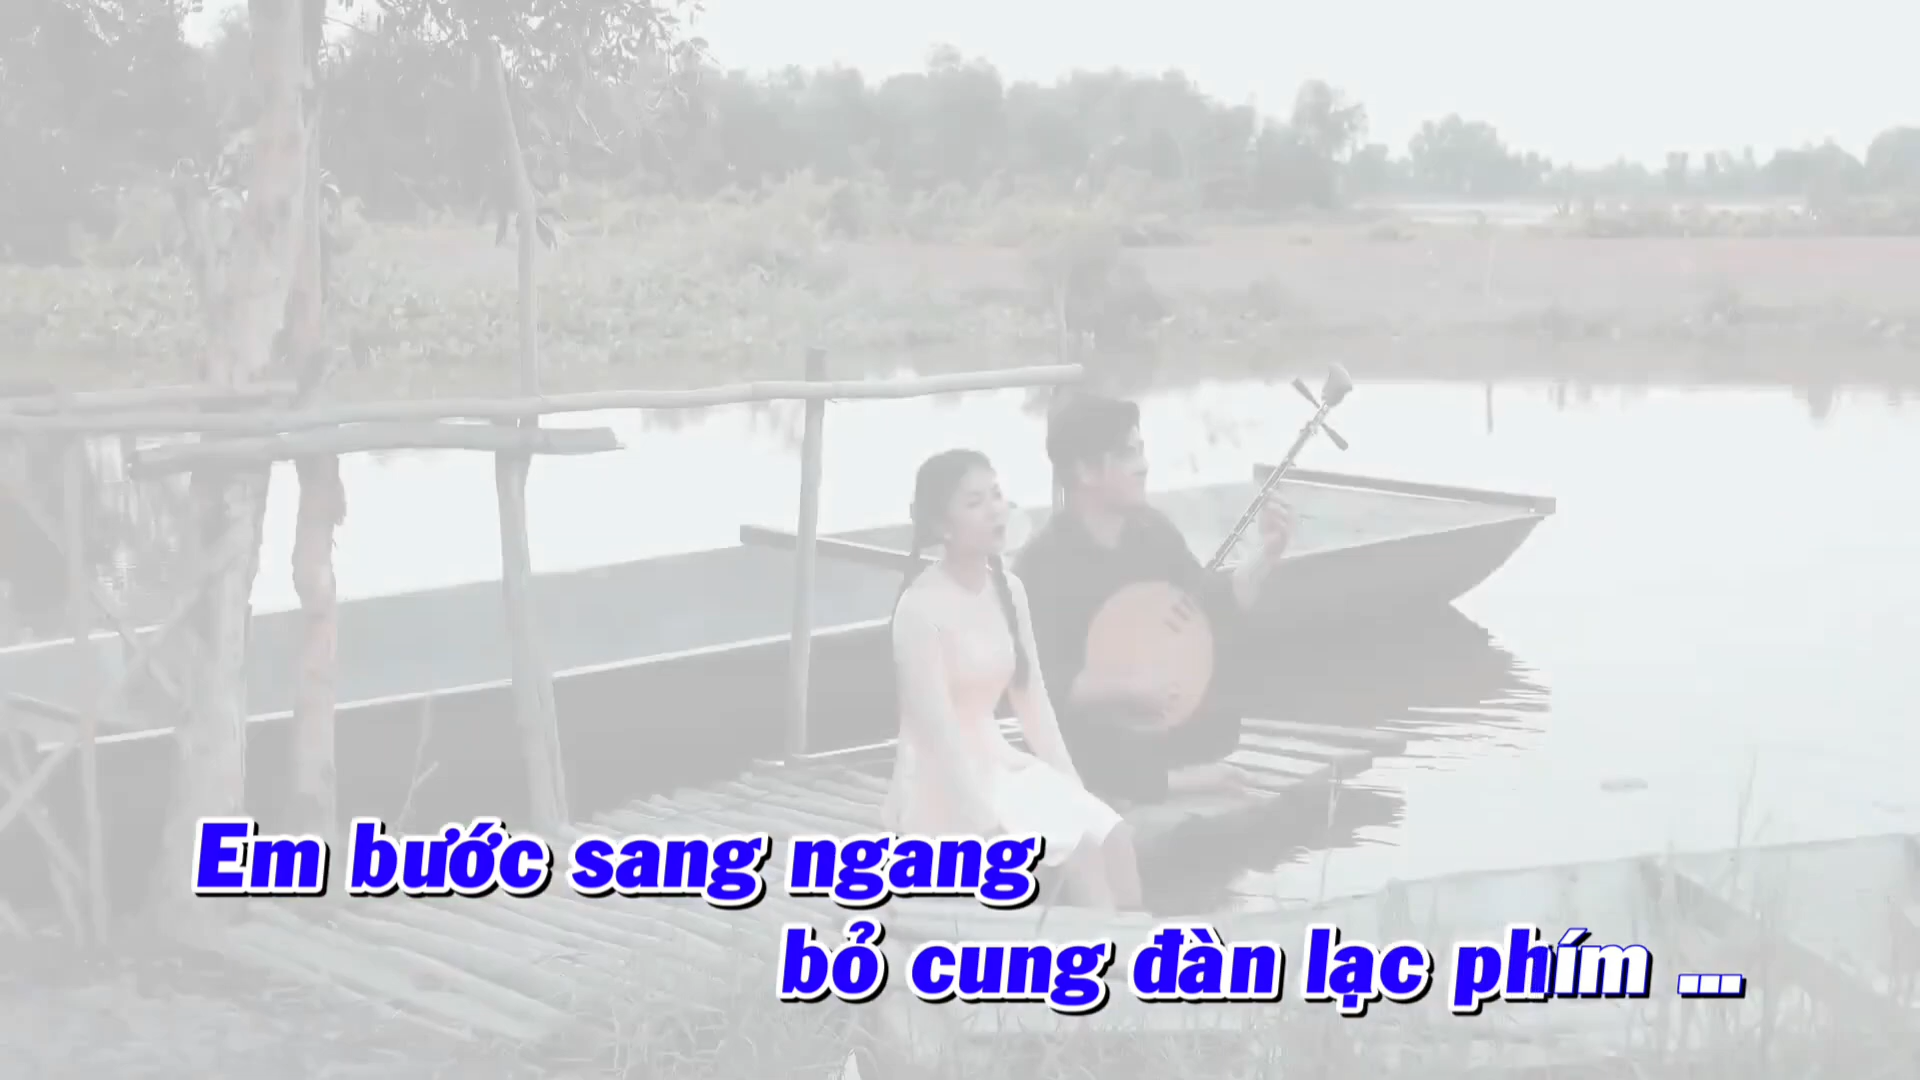 Em bước sang ngang
bỏ cung đàn lạc phím ...